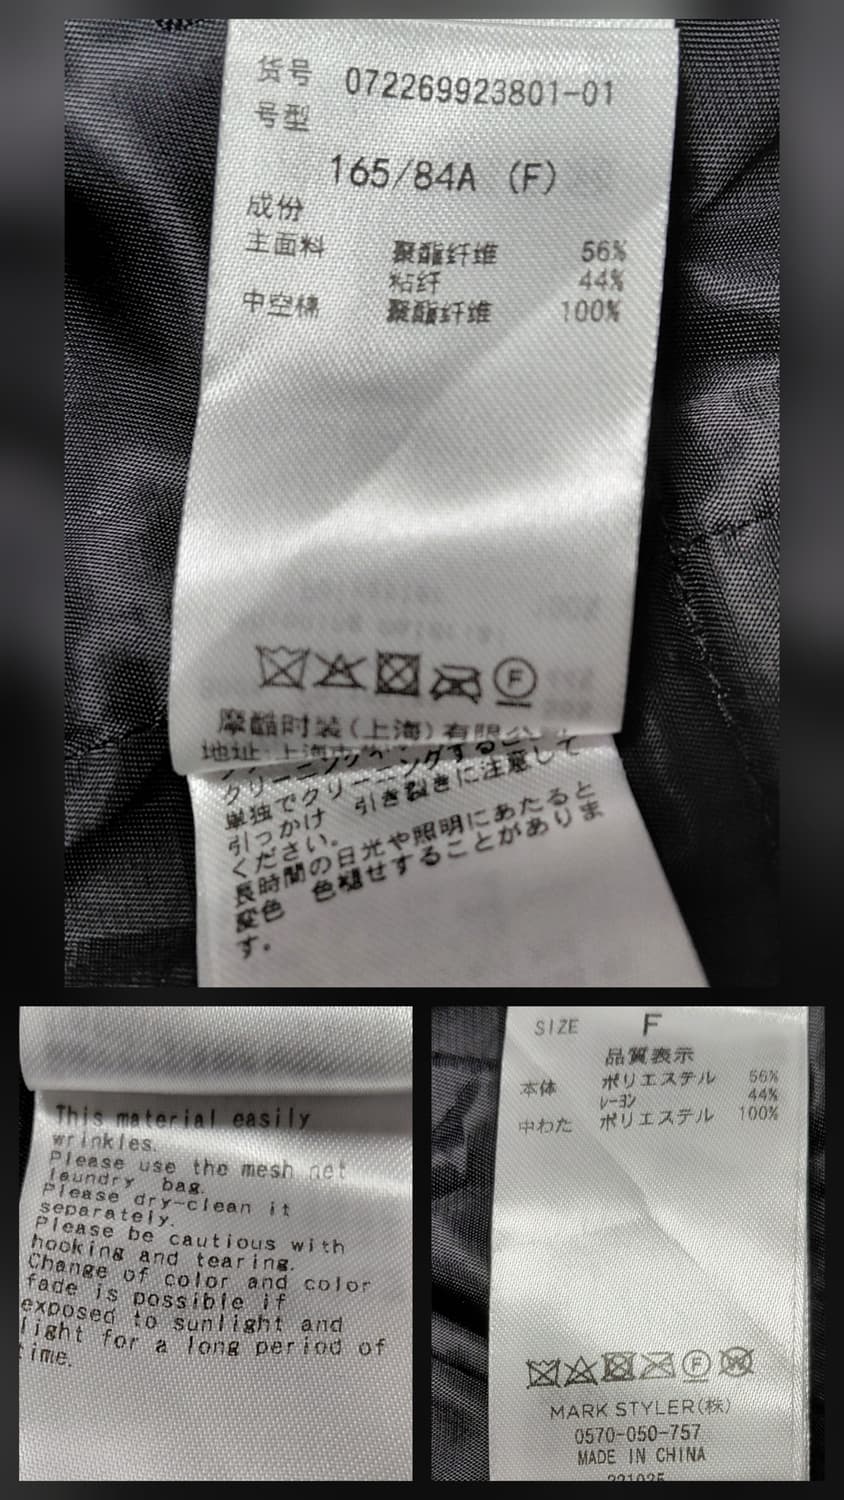 货号 072269923801-01
号型
165/84A (F)
成份
主面料 聚酯纤维 56%
粘纤 44%
中空棉 聚酯纤维 100%
摩酷时装(上海)有限公
地址:上海市
クリーニングすること
単独でクリーニングすること
引っかけ 引き裂きに注意して
ください。
長時間の日光や照明にあたると
変色 色褪せすることがありま
す。
This material easily
wrinkles.
Please use the mesh net
laundry bag.
Please dry-clean it
separately.
Please be cautious with
hooking and tearing.
Change of color and color
fade is possible if
exposed to sunlight and
light for a long period of
time.
SIZE F
品質表示
本体 ポリエステル 56%
レーヨン 44%
中わた ポリエステル 100%
F W
MARK STYLER(株)
0570-050-757
MADE IN CHINA